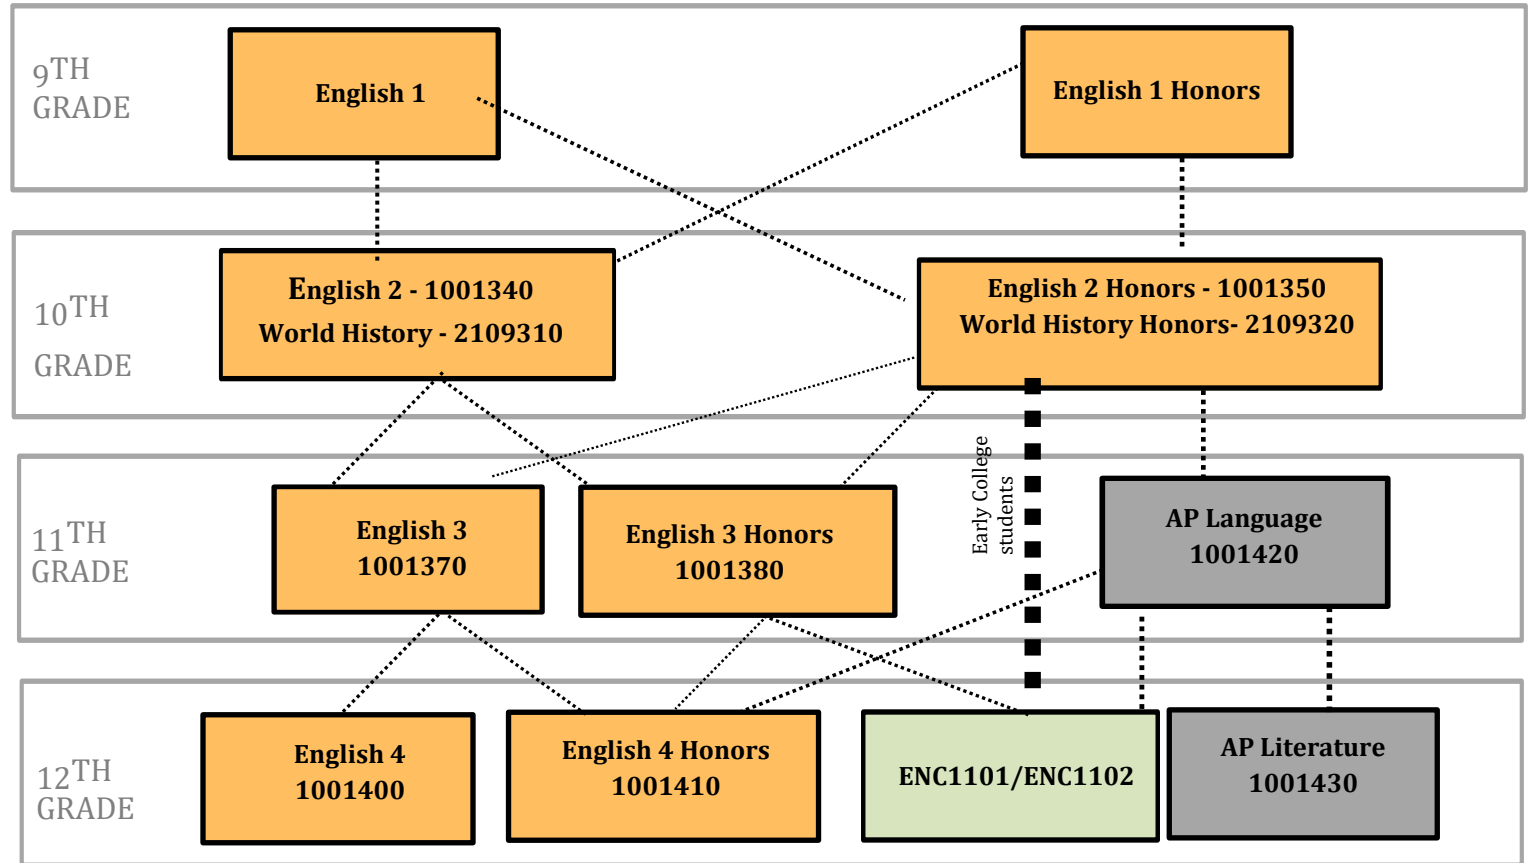 9TH
GRADE
English 1
English 1 Honors
10TH
GRADE
English 2 - 1001340
World History - 2109310
English 2 Honors - 1001350
World History Honors- 2109320
Early College
students
11TH
GRADE
English 3
1001370
English 3 Honors
1001380
AP Language
1001420
12TH
GRADE
English 4
1001400
English 4 Honors
1001410
ENC1101/ENC1102
AP Literature
1001430